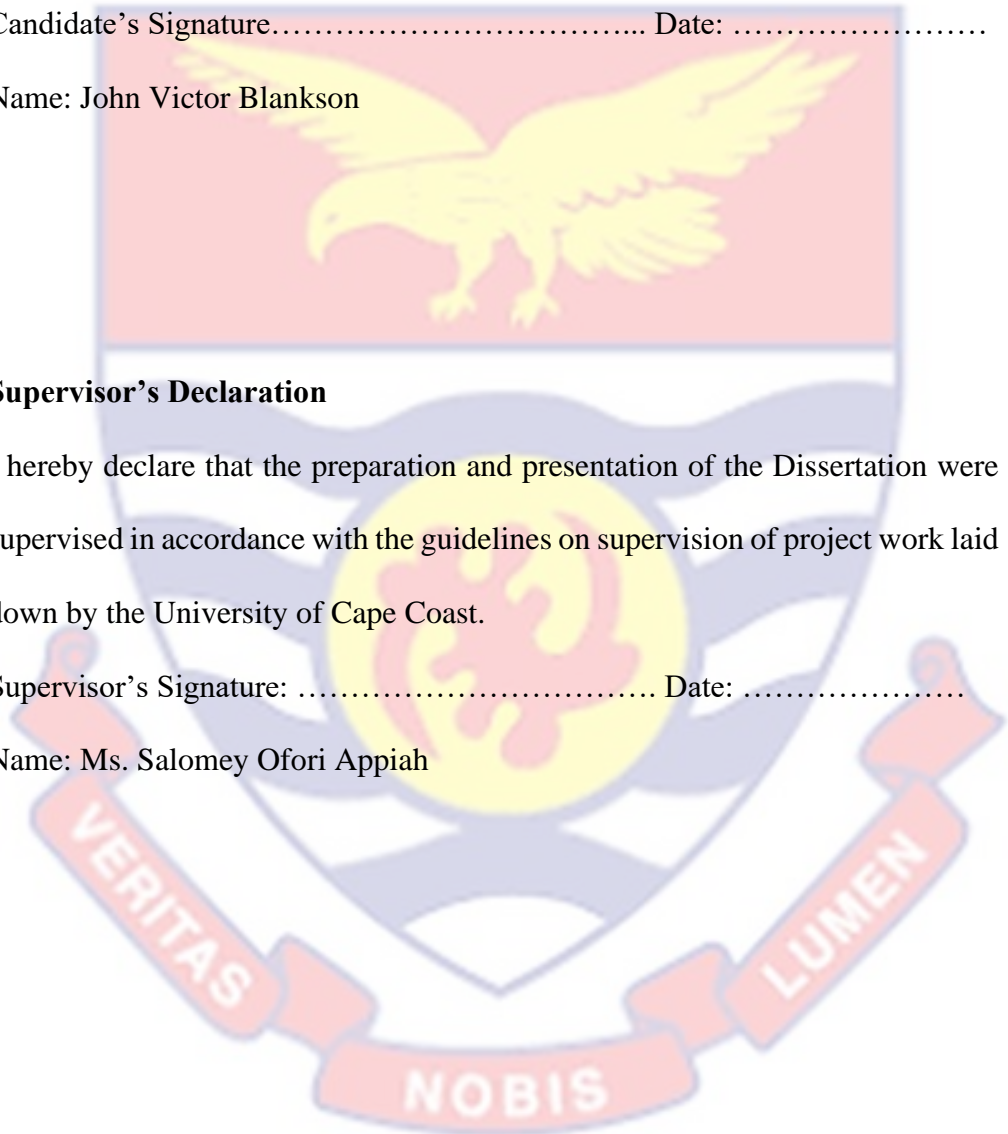 Candidate’s Signature……………………………... Date: ……………………
Name: John Victor Blankson
Supervisor’s Declaration
hereby declare that the preparation and presentation of the Dissertation were
supervised in accordance with the guidelines on supervision of project work laid
down by the University of Cape Coast.
Supervisor’s Signature: ……………………………. Date: …………………
Name: Ms. Salomey Ofori Appiah
VERITAS
NOBIS
LUMEN